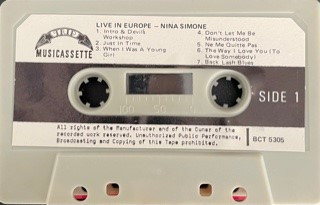 LIVE IN EUROPE – NINA SIMONE
TRIP
MUSICASSETTE
1. Intro & Devils
Workshop
2. Just in Time
3. When I Was A Young
Girl
4. Don't Let Me Be
Misunderstood
5. Ne Me Quitte Pas
6. The Way I Love You (To
Love Somebody)
7. Back Lash Blues
100
50
SIDE 1
All rights of the Manufacturer and of the Owner of the
recorded work reserved. Unauthorized Public Performance,
Broadcasting and Copying of this Tape prohibited.
BCT 5305